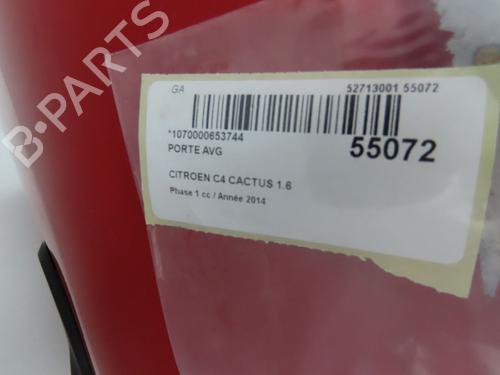 B-PARTS
GA
52713001 55072
*1070000653744
55072
PORTE AVG
CITROEN C4 CACTUS 1.6
Phase 1 cc / Année 2014